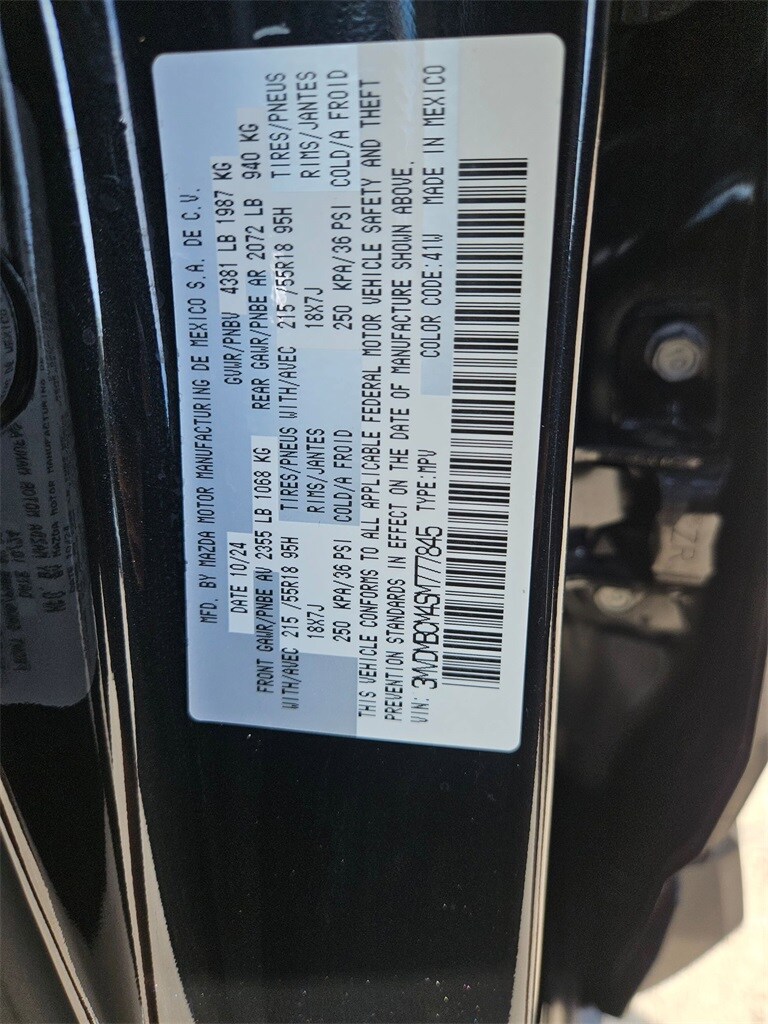 MFD. BY MAZDA MOTOR MANUFACTURING DE MEXICO S.A. DE C.V.
DATE 10/24 GVWR/PNBV 4381 LB 1987 KG
FRONT GAWR/PNBE AV 2355 LB 1068 KG REAR GAWR/PNBE AR 2072 LB 940 KG
WITH/AVEC 215 /55R18 95H TIRES/PNEUS WITH/AVEC 215 /55R18 95H TIRES/PNEUS
18X7J RIMS/JANTES 18X7J RIMS/JANTES
250 KPA/36 PSI COLD/A FROID 250 KPA/36 PSI COLD/A FROID
THIS VEHICLE CONFORMS TO ALL APPLICABLE FEDERAL MOTOR VEHICLE SAFETY AND THEFT
PREVENTION STANDARDS IN EFFECT ON THE DATE OF MANUFACTURE SHOWN ABOVE.
VIN: 3MVDMBCM4SM777845 TYPE:MPV COLOR CODE:41W MADE IN MEXICO